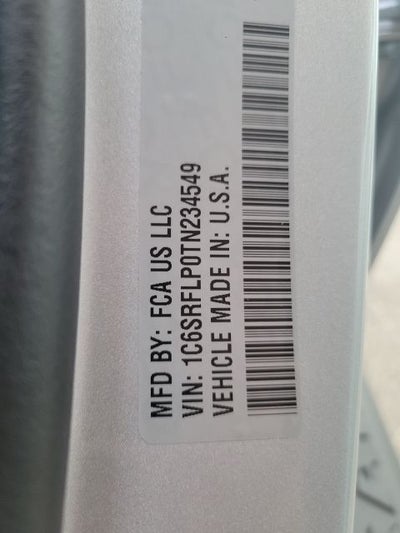 MFD BY: FCA US LLC
VIN: 1C6SRFLP0TN234549
VEHICLE MADE IN: U.S.A.